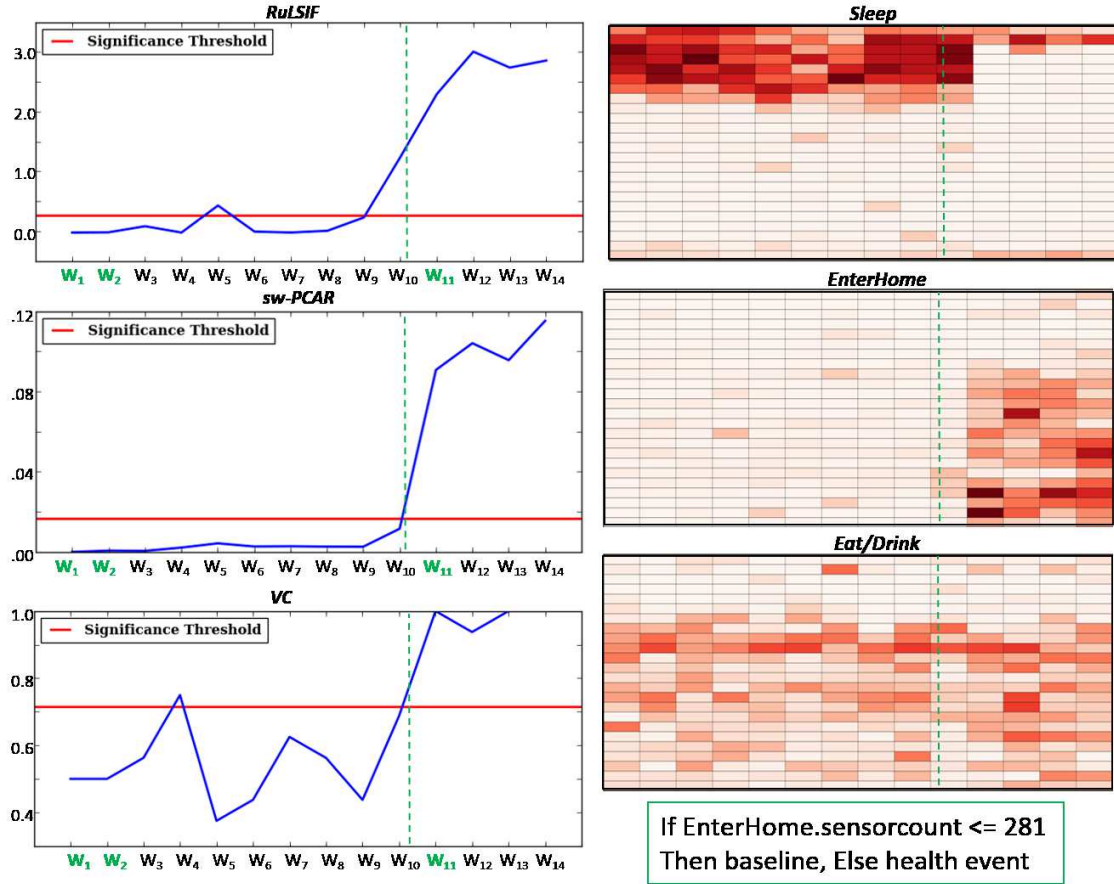 RuLSIF
Significance Threshold
3.0
2.0
1.0
0.0
W₁ W₂ W₃ W₄ W₅ W₆ W₇ W₈ W₉ W₁₀ W₁₁ W₁₂ W₁₃ W₁₄
sw-PCAR
Significance Threshold
.12
.08
.04
.00
W₁ W₂ W₃ W₄ W₅ W₆ W₇ W₈ W₉ W₁₀ W₁₁ W₁₂ W₁₃ W₁₄
VC
Significance Threshold
1.0
0.8
0.6
0.4
W₁ W₂ W₃ W₄ W₅ W₆ W₇ W₈ W₉ W₁₀ W₁₁ W₁₂ W₁₃ W₁₄
Sleep
EnterHome
Eat/Drink
If EnterHome.sensorcount <= 281
Then baseline, Else health event